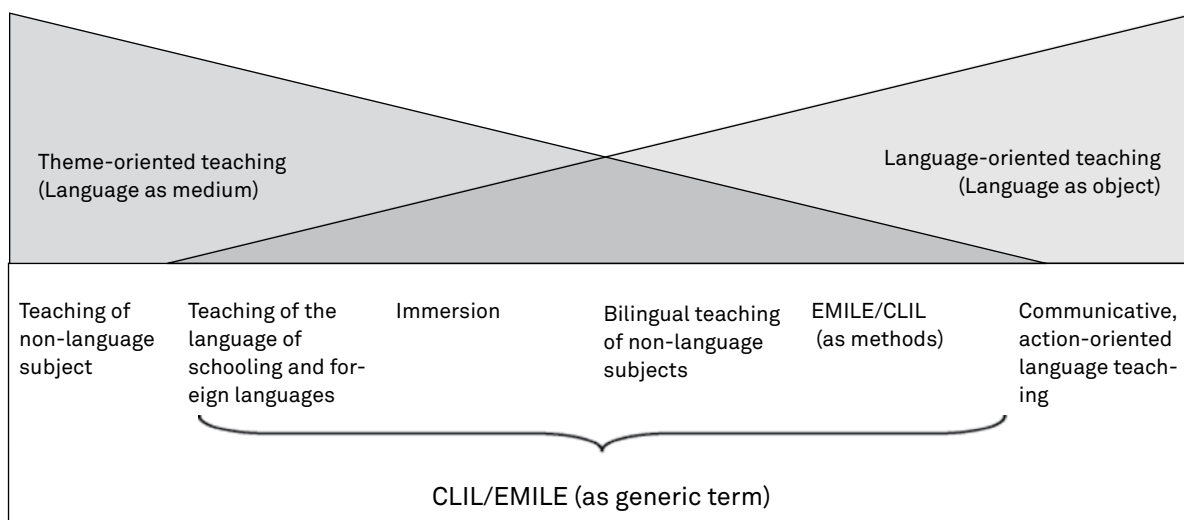 Theme-oriented teaching
(Language as medium)
Language-oriented teaching
(Language as object)
Teaching of
non-language
subject
Teaching of the
language of
schooling and for-
eign languages
Immersion
Bilingual teaching
of non-language
subjects
EMILE/CLIL
(as methods)
Communicative,
action-oriented
language teach-
ing
CLIL/EMILE (as generic term)